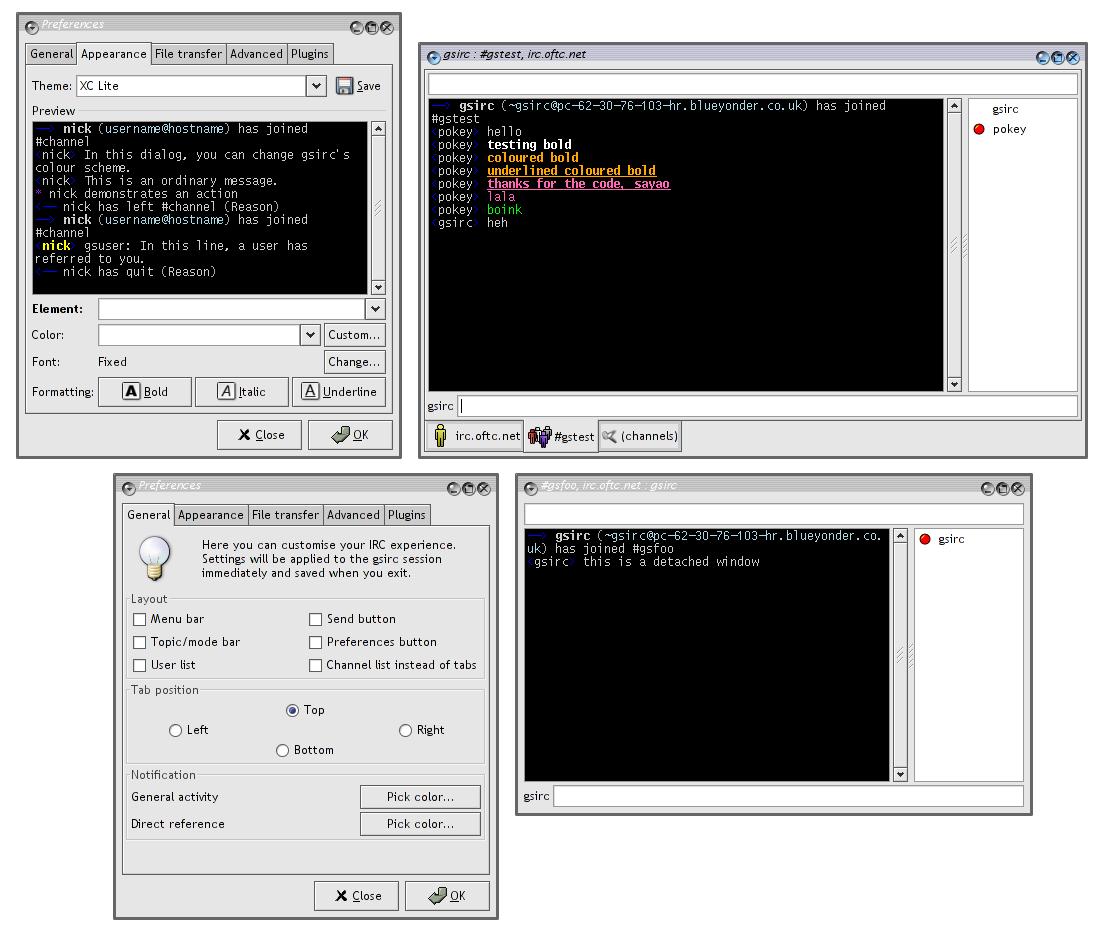 Preferences
General Appearance File transfer Advanced Plugins
Theme: XC Lite Save
Preview
──> nick (username@hostname) has joined
#channel
<nick> In this dialog, you can change gsirc's
colour scheme.
<nick> This is an ordinary message.
* nick demonstrates an action
<── nick has left #channel (Reason)
──> nick (username@hostname) has joined
#channel
<nick> gsuser: In this line, a user has
referred to you.
<── nick has quit (Reason)
Element:
Color: Custom...
Font: Fixed Change...
Formatting: A Bold A Italic A Underline
Close OK
gsirc : #gstest, irc.oftc.net
──> gsirc (~gsirc@pc-62-30-76-103-hr.blueyonder.co.uk) has joined
#gstest
<pokey> hello
<pokey> testing bold
<pokey> coloured bold
<pokey> underlined coloured bold
<pokey> thanks for the code, sayao
<pokey> lala
<pokey> boink
<gsirc> heh
gsirc
pokey
gsirc
irc.oftc.net #gstest (channels)
Preferences
General Appearance File transfer Advanced Plugins
Here you can customise your IRC experience.
Settings will be applied to the gsirc session
immediately and saved when you exit.
Layout
Menu bar Send button
Topic/mode bar Preferences button
User list Channel list instead of tabs
Tab position
Top
Left Right
Bottom
Notification
General activity Pick color...
Direct reference Pick color...
Close OK
#gsfoo, irc.oftc.net : gsirc
──> gsirc (~gsirc@pc-62-30-76-103-hr.blueyonder.co.
uk) has joined #gsfoo
<gsirc> this is a detached window
gsirc
gsirc